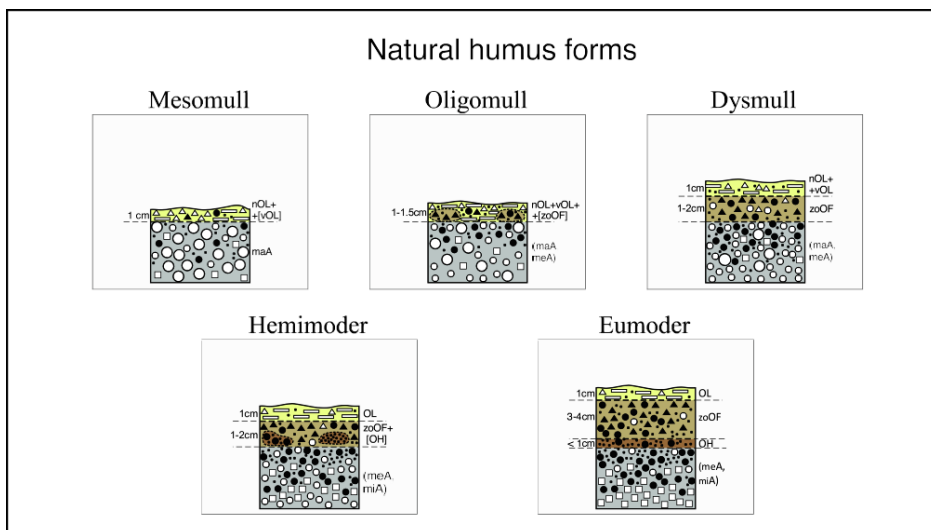 Natural humus forms
Mesomull
1 cm
nOL+
+[vOL]
maA
Oligomull
1-1.5cm
nOL+vOL+
+[zoOF]
(maA
meA)
Dysmull
1cm
1-2cm
nOL+
+vOL
zoOF
(maA,
meA)
Hemimoder
1cm
1-2cm
OL
zoOF+
[OH]
(meA,
miA)
Eumoder
1cm
3-4cm
< 1cm
OL
zoOF
OH
(meA,
miA)